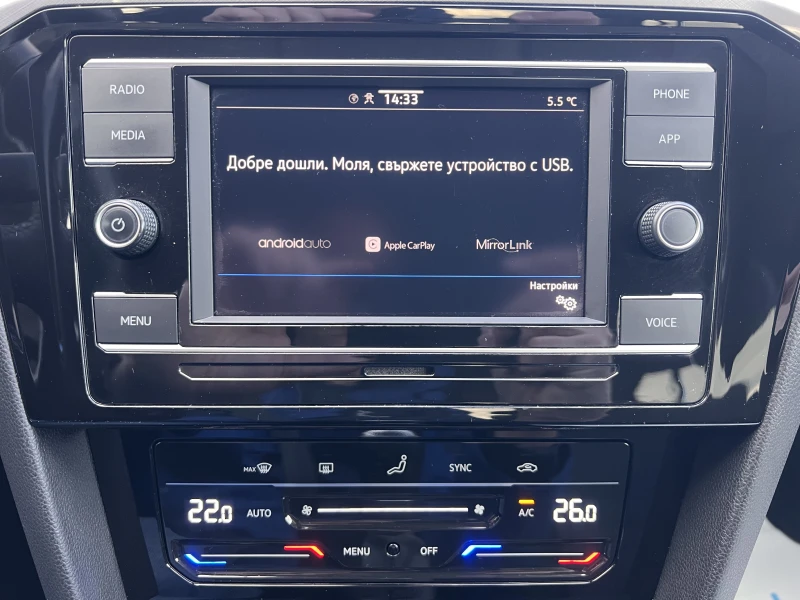 RADIO
MEDIA
MENU
14:33
5.5 °C
Добре дошли. Моля, свържете устройство с USB.
androidauto
Apple CarPlay
MirrorLink
Настройки
PHONE
APP
VOICE
MAX
SYNC
22.0
AUTO
A/C
26.0
MENU
OFF